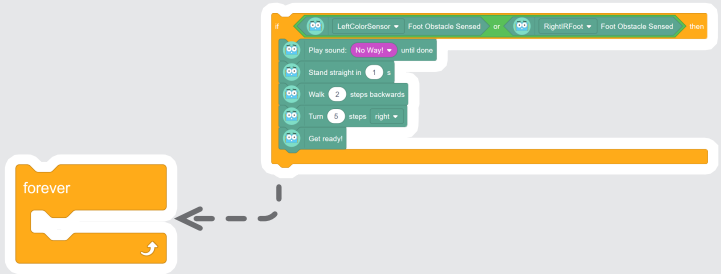 if LeftColorSensor Foot Obstacle Sensed or RightIRFoot Foot Obstacle Sensed then
Play sound: No Way! until done
Stand straight in 1 s
Walk 2 steps backwards
Turn 5 steps right
Get ready!
forever